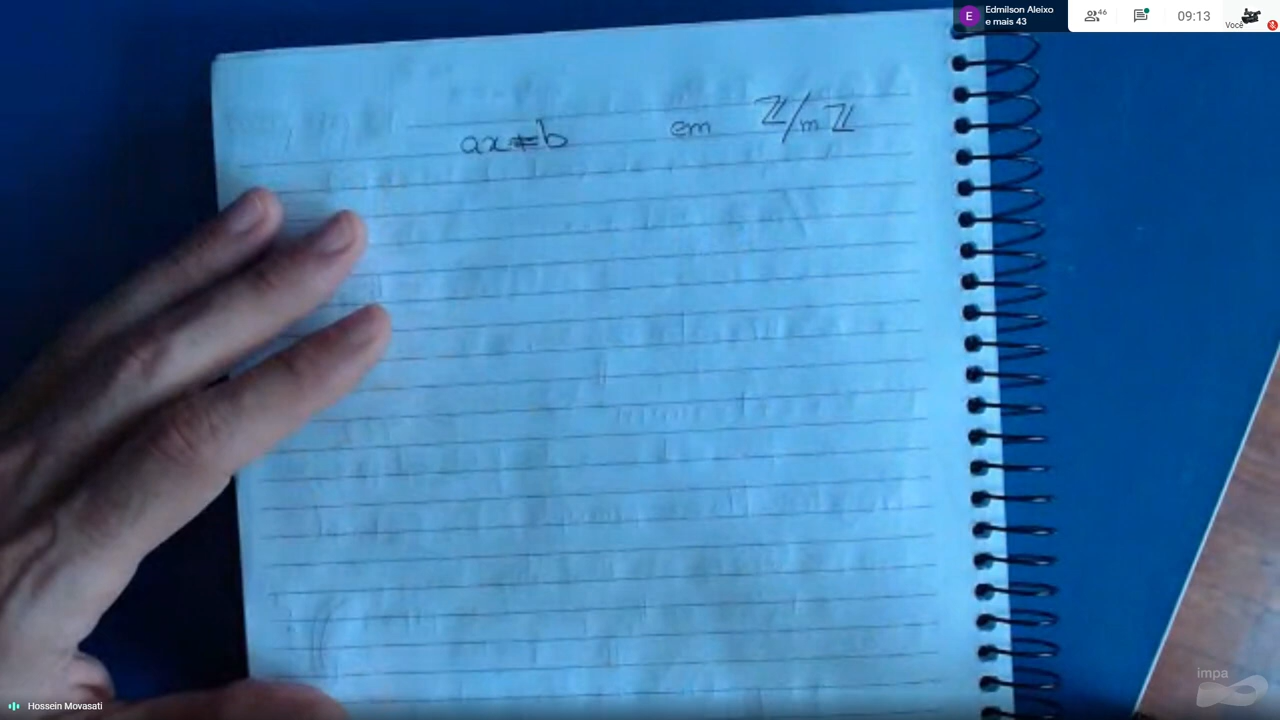 Edmilson Aleixo
e mais 43
46
09:13
Você
ax=b em ℤ/mℤ
impa
Hossein Movasati